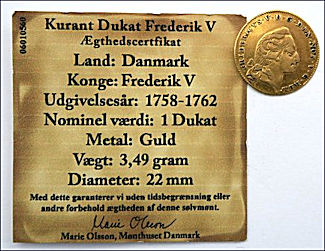 Kurant Dukat Frederik V
Ægthedscertifikat
Land: Danmark
Konge: Frederik V
Udgivelsesår: 1758-1762
Nominel værdi: 1 Dukat
Metal: Guld
Vægt: 3,49 gram
Diameter: 22 mm
Med dette garanterer vi uden tidsbegrænsning eller
andre forbehold ægtheden af denne sølvmønt.
Marie Olsson
Marie Olsson, Mønthuset Danmark
06010560